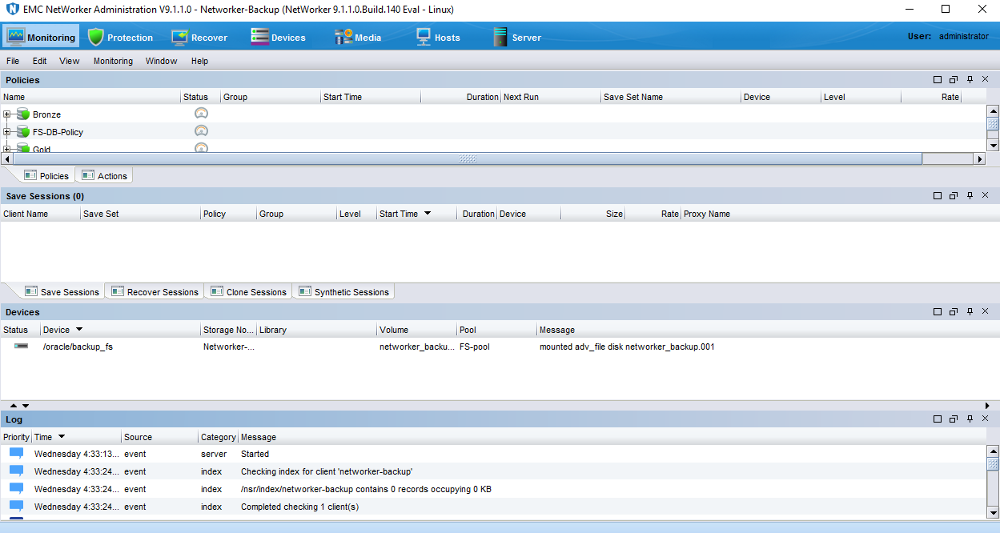 EMC NetWorker Administration V9.1.1.0 - Networker-Backup (NetWorker 9.1.1.0.Build.140 Eval - Linux)
Monitoring Protection Recover Devices Media Hosts Server User: administrator
File Edit View Monitoring Window Help
Policies
Name Status Group Start Time Duration Next Run Save Set Name Device Level Rate
Bronze
FS-DB-Policy
Gold
Policies Actions
Save Sessions (0)
Client Name Save Set Policy Group Level Start Time Duration Device Size Rate Proxy Name
Save Sessions Recover Sessions Clone Sessions Synthetic Sessions
Devices
Status Device Storage No... Library Volume Pool Message
/oracle/backup_fs Networker-... networker_backu... FS-pool mounted adv_file disk networker_backup.001
Log
Priority Time Source Category Message
Wednesday 4:33:13... event server Started
Wednesday 4:33:24... event index Checking index for client 'networker-backup'
Wednesday 4:33:24... event index /nsr/index/networker-backup contains 0 records occupying 0 KB
Wednesday 4:33:24... event index Completed checking 1 client(s)